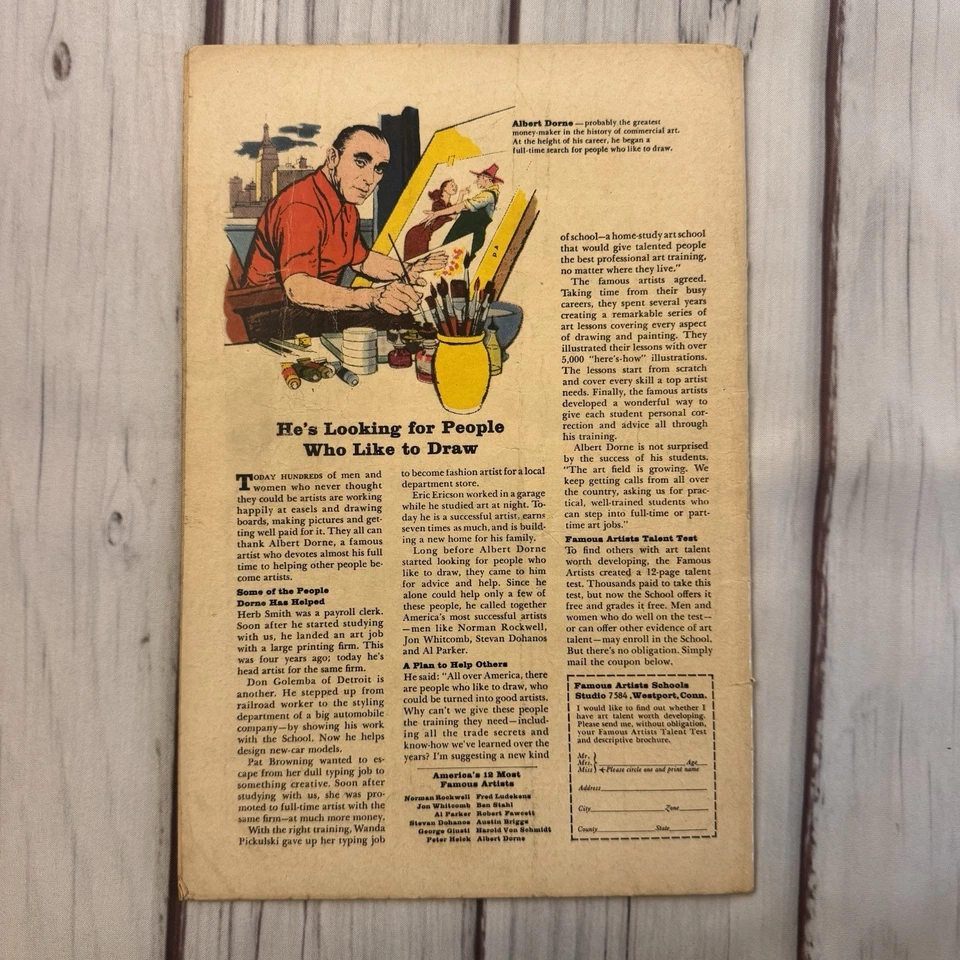 Albert Dorne — probably the greatest
money-maker in the history of commercial art.
At the height of his career, he began a
full-time search for people who like to draw.
He's Looking for People
Who Like to Draw
TODAY HUNDREDS of men and
women who never thought
they could be artists are working
happily at easels and drawing
boards, making pictures and get-
ting well paid for it. They all can
thank Albert Dorne, a famous
artist who devotes almost his full
time to helping other people be-
come artists.
Some of the People
Dorne Has Helped
Herb Smith was a payroll clerk.
Soon after he started studying
with us, he landed an art job
with a large printing firm. This
was four years ago; today he's
head artist for the same firm.
Don Golemba of Detroit is
another. He stepped up from
railroad worker to the styling
department of a big automobile
company—by showing his work
with the School. Now he helps
design new-car models.
Pat Browning wanted to es-
cape from her dull typing job to
something creative. Soon after
studying with us, she was pro-
moted to full-time artist with the
same firm—at much more money.
With the right training, Wanda
Pickulski gave up her typing job
to become fashion artist for a local
department store.
Eric Ericson worked in a garage
while he studied art at night. To-
day he is a successful artist, earns
seven times as much, and is build-
ing a new home for his family.
Long before Albert Dorne
started looking for people who
like to draw, they came to him
for advice and help. Since he
alone could help only a few of
these people, he called together
America's most successful artists
—men like Norman Rockwell,
Jon Whitcomb, Stevan Dohanos
and Al Parker.
A Plan to Help Others
He said: "All over America, there
are people who like to draw, who
could be turned into good artists.
Why can't we give these people
the training they need—includ-
ing all the trade secrets and
know-how we've learned over the
years? I'm suggesting a new kind
America's 12 Most
Famous Artists
Norman Rockwell Fred Ludekens
Jon Whitcomb Ben Stahl
Al Parker Robert Fawcett
Stevan Dohanos Austin Briggs
George Giusti Harold Von Schmidt
Peter Helck Albert Dorne
of school—a home-study art school
that would give talented people
the best professional art training,
no matter where they live."
The famous artists agreed.
Taking time from their busy
careers, they spent several years
creating a remarkable series of
art lessons covering every aspect
of drawing and painting. They
illustrated their lessons with over
5,000 "here's-how" illustrations.
The lessons start from scratch
and cover every skill a top artist
needs. Finally, the famous artists
developed a wonderful way to
give each student personal cor-
rection and advice all through
his training.
Albert Dorne is not surprised
by the success of his students.
"The art field is growing. We
keep getting calls from all over
the country, asking us for prac-
tical, well-trained students who
can step into full-time or part-
time art jobs."
Famous Artists Talent Test
To find others with art talent
worth developing, the Famous
Artists created a 12-page talent
test. Thousands paid to take this
test, but now the School offers it
free and grades it free. Men and
women who do well on the test—
or can offer other evidence of art
talent—may enroll in the School.
But there's no obligation. Simply
mail the coupon below.
Famous Artists Schools
Studio 7584, Westport, Conn.
I would like to find out whether I
have art talent worth developing.
Please send me, without obligation,
your Famous Artists Talent Test
and descriptive brochure.
Mr.
Mrs. Age
Miss Please circle one and print name
Address
City Zone
County State